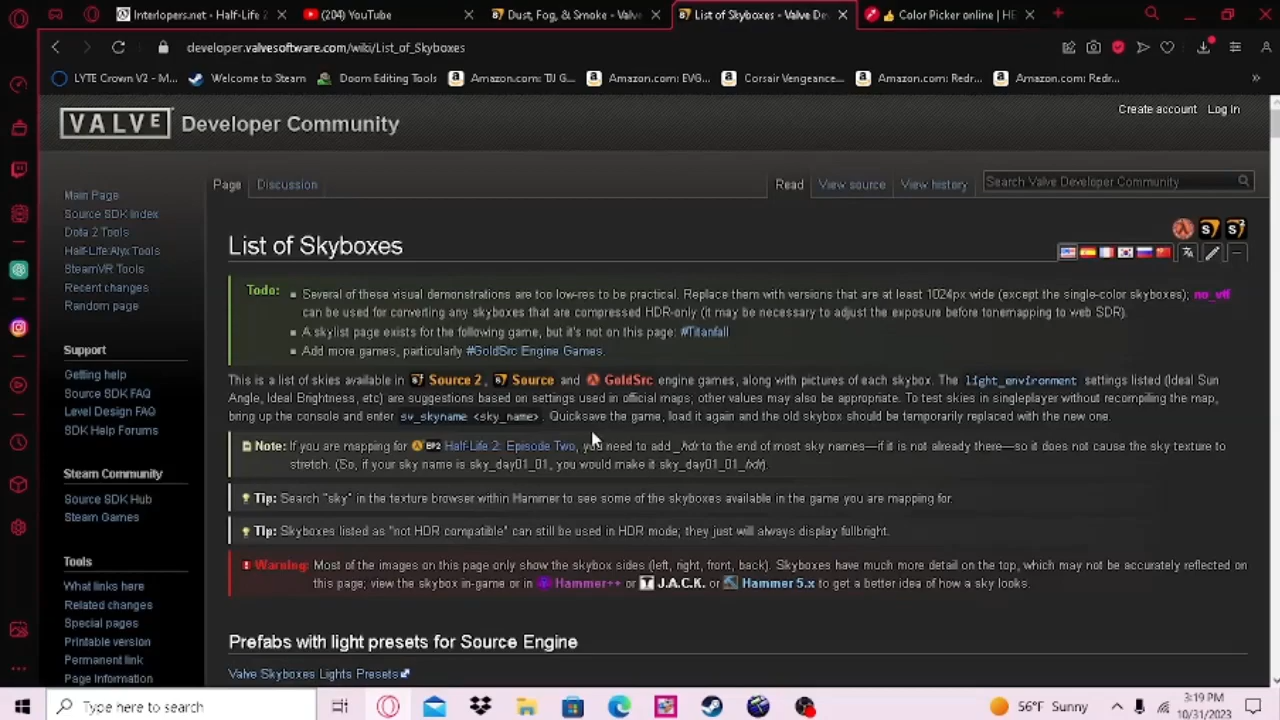 Interlopers.net - Half-Life 2
(204) YouTube
Dust, Fog, & Smoke - Valve
List of Skyboxes - Valve De
Color Picker online | HE
developer.valvesoftware.com/wiki/List_of_Skyboxes
LYTE Crown V2 - M...
Welcome to Steam
Doom Editing Tools
Amazon.com: TJ G...
Amazon.com: EVG...
Corsair Vengeance...
Amazon.com: Redr...
Amazon.com: Redr...
VALVE Developer Community
Create account Log in
Page Discussion
Read View source View history
Search Valve Developer Community
Main Page
Source SDK Index
Dota 2 Tools
Half-Life:Alyx Tools
SteamVR Tools
Recent changes
Random page
Support
Getting help
Source SDK FAQ
Level Design FAQ
SDK Help Forums
Steam Community
Source SDK Hub
Steam Games
Tools
What links here
Related changes
Special pages
Printable version
Permanent link
Page Information
List of Skyboxes
Todo: Several of these visual demonstrations are too low-res to be practical. Replace them with versions that are at least 1024px wide (except the single-color skyboxes); no_vtf
can be used for converting any skyboxes that are compressed HDR-only (it may be necessary to adjust the exposure before tonemapping to web SDR).
A skylist page exists for the following game, but it's not on this page: #Titanfall
Add more games, particularly #GoldSrc Engine Games.
This is a list of skies available in Source 2, Source and GoldSrc engine games, along with pictures of each skybox. The light_environment settings listed (Ideal Sun
Angle, Ideal Brightness, etc) are suggestions based on settings used in official maps; other values may also be appropriate. To test skies in singleplayer without recompiling the map,
bring up the console and enter sv_skyname <sky_name>. Quicksave the game, load it again and the old skybox should be temporarily replaced with the new one.
Note: If you are mapping for EP2 Half-Life 2: Episode Two, you need to add _hdr to the end of most sky names—if it is not already there—so it does not cause the sky texture to
stretch. (So, if your sky name is sky_day01_01, you would make it sky_day01_01_hdr).
Tip: Search "sky" in the texture browser within Hammer to see some of the skyboxes available in the game you are mapping for.
Tip: Skyboxes listed as "not HDR compatible" can still be used in HDR mode; they just will always display fullbright.
Warning: Most of the images on this page only show the skybox sides (left, right, front, back). Skyboxes have much more detail on the top, which may not be accurately reflected on
this page; view the skybox in-game or in Hammer++ or J.A.C.K. or Hammer 5.x to get a better idea of how a sky looks.
Prefabs with light presets for Source Engine
Valve Skyboxes Lights Presets
Type here to search
56°F Sunny
3:19 PM
10/31/2023